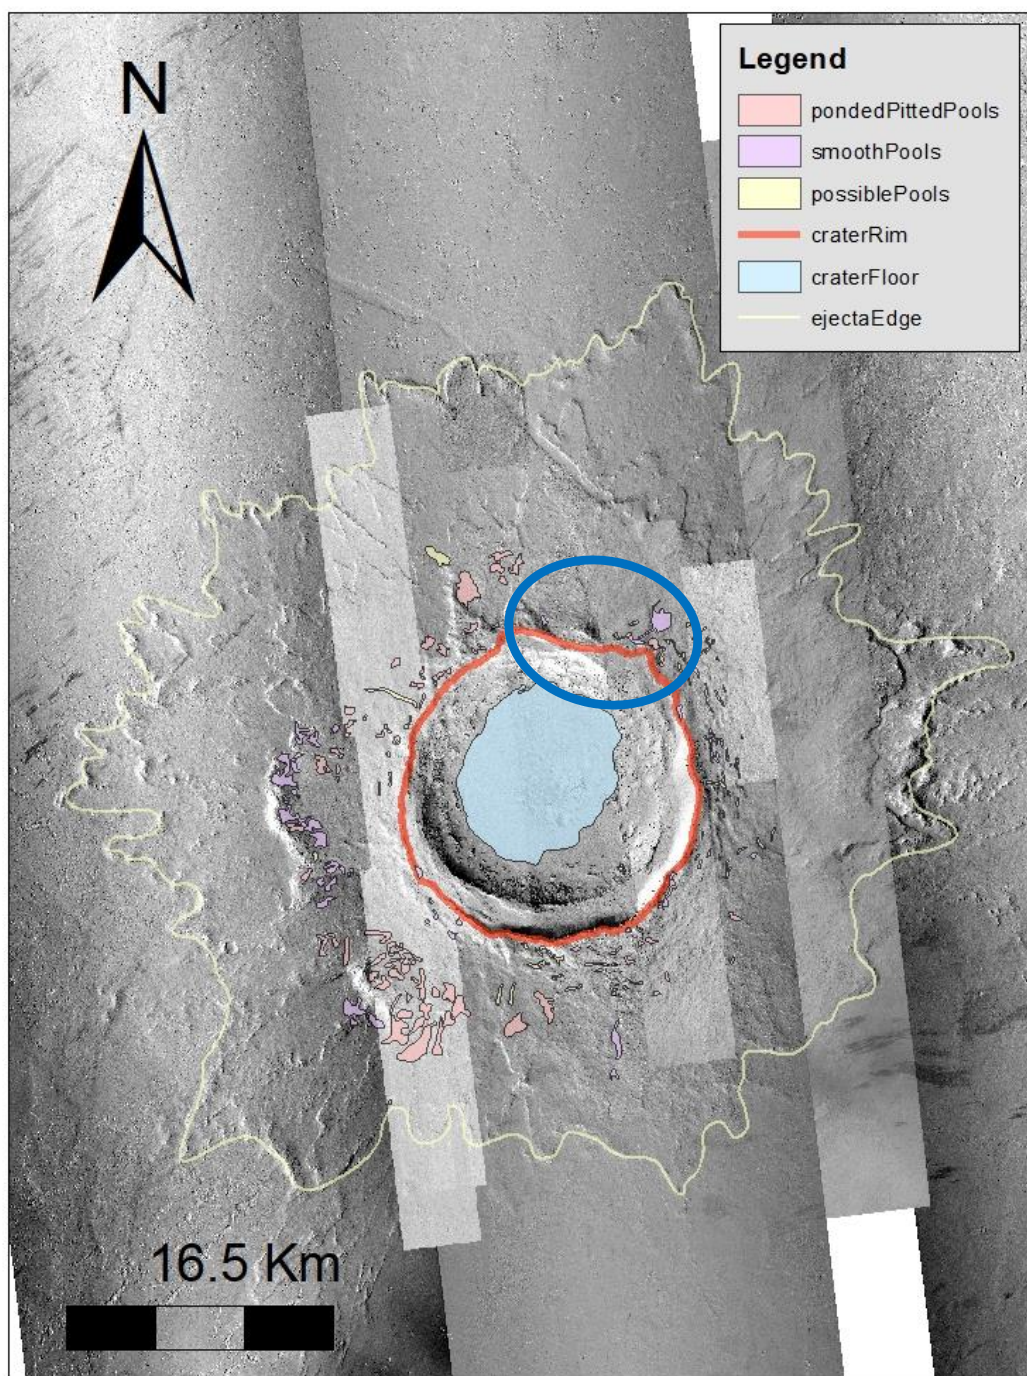 N
Legend
pondedPittedPools
smoothPools
possiblePools
craterRim
craterFloor
ejectaEdge
16.5 Km